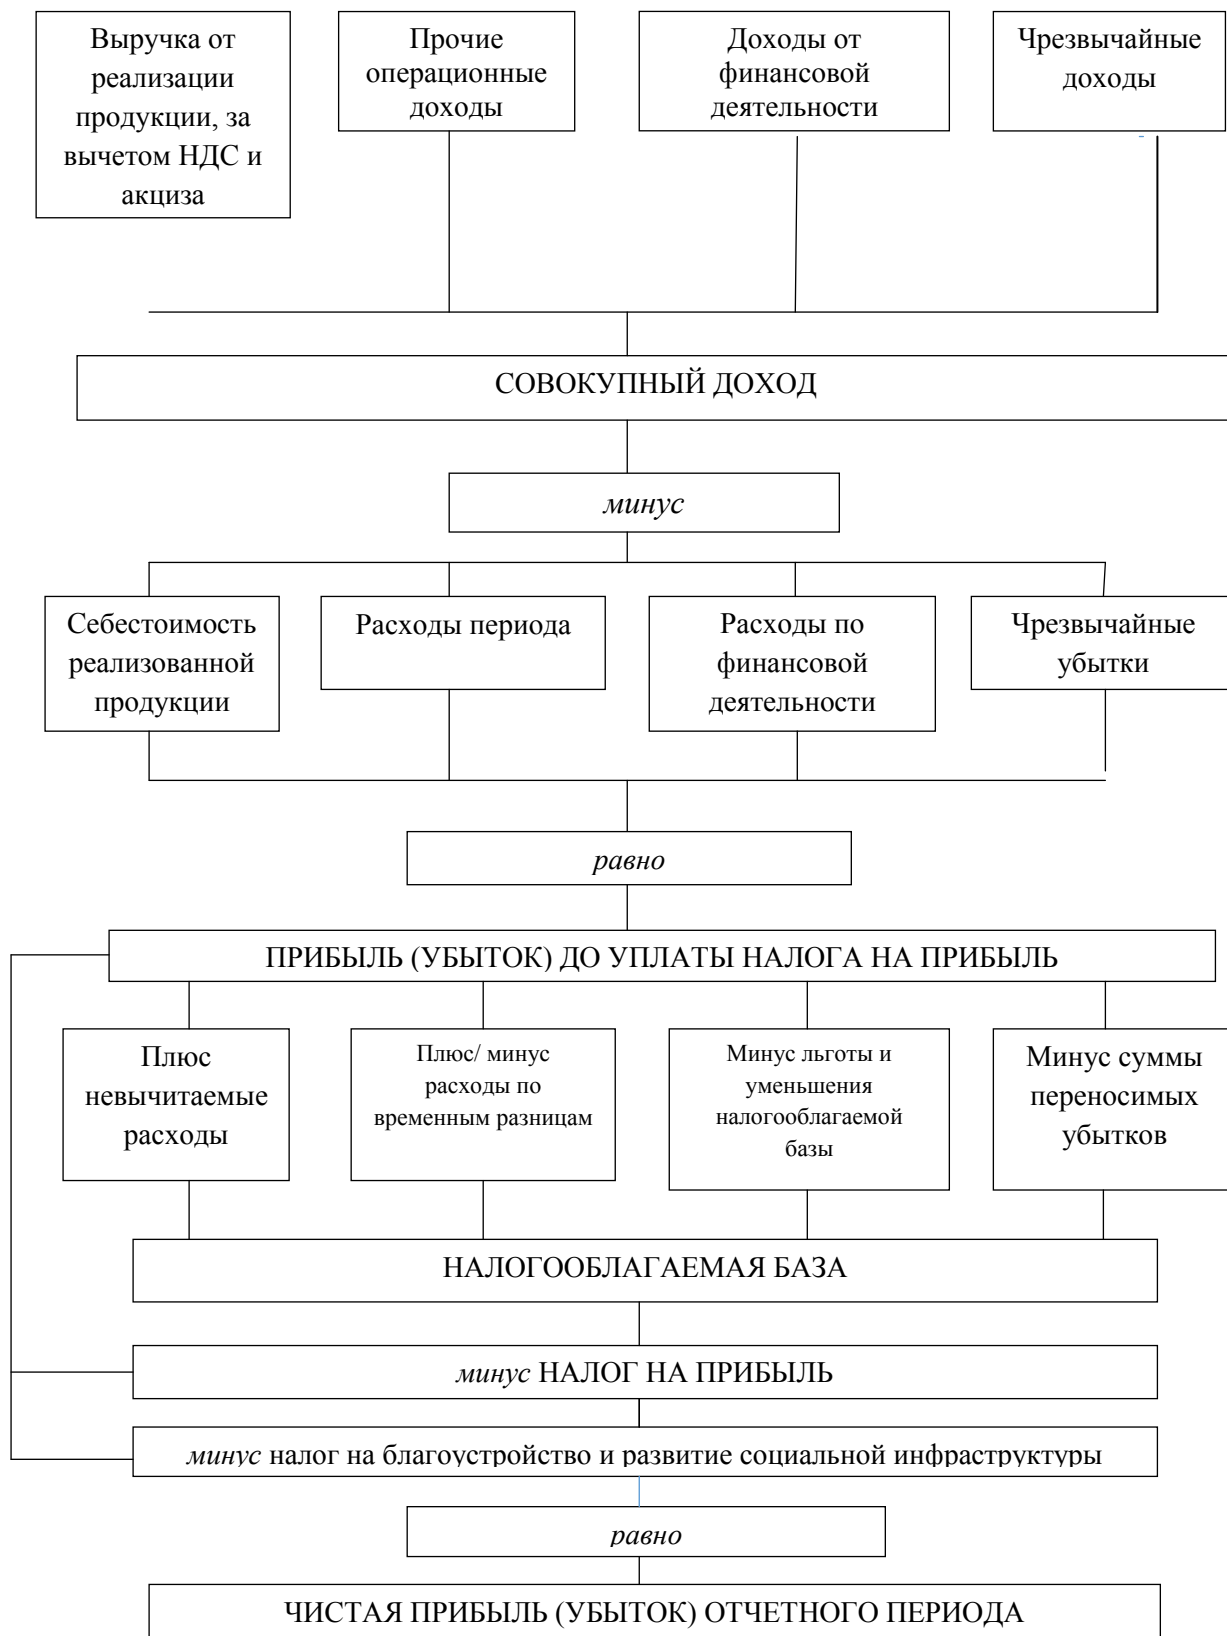 Выручка от
реализации
продукции, за
вычетом НДС и
акциза
Прочие
операционные
доходы
Доходы от
финансовой
деятельности
Чрезвычайные
доходы
СОВОКУПНЫЙ ДОХОД
минус
Себестоимость
реализованной
продукции
Расходы периода
Расходы по
финансовой
деятельности
Чрезвычайные
убытки
равно
ПРИБЫЛЬ (УБЫТОК) ДО УПЛАТЫ НАЛОГА НА ПРИБЫЛЬ
Плюс
невычитаемые
расходы
Плюс/ минус
расходы по
временным разницам
Минус льготы и
уменьшения
налогооблагаемой
базы
Минус суммы
переносимых
убытков
НАЛОГООБЛАГАЕМАЯ БАЗА
минус НАЛОГ НА ПРИБЫЛЬ
минус налог на благоустройство и развитие социальной инфраструктуры
равно
ЧИСТАЯ ПРИБЫЛЬ (УБЫТОК) ОТЧЕТНОГО ПЕРИОДА